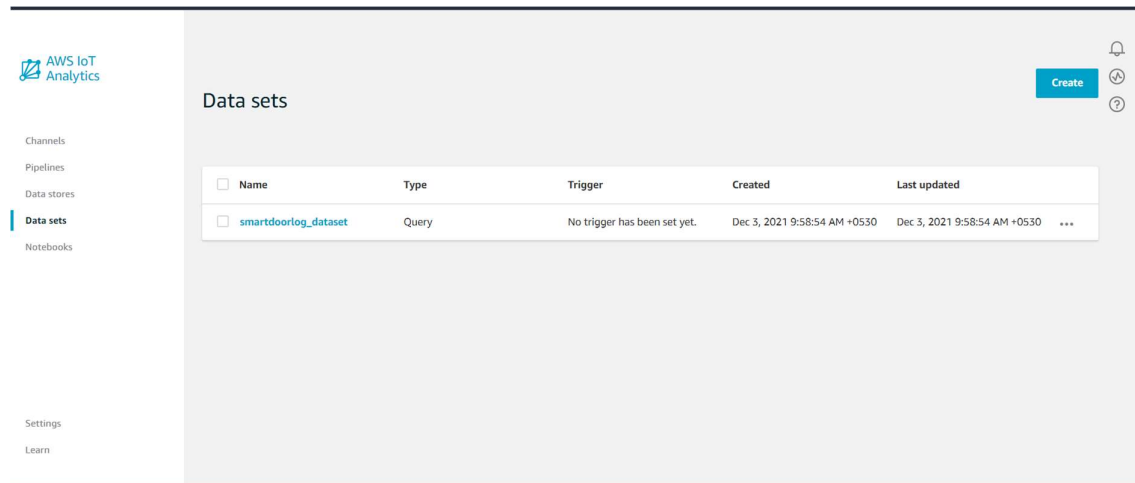 AWS IoT
Analytics
Channels
Pipelines
Data stores
Data sets
Notebooks
Settings
Learn
Data sets
Create
Name Type Trigger Created Last updated
smartdoorlog_dataset Query No trigger has been set yet. Dec 3, 2021 9:58:54 AM +0530 Dec 3, 2021 9:58:54 AM +0530 ...